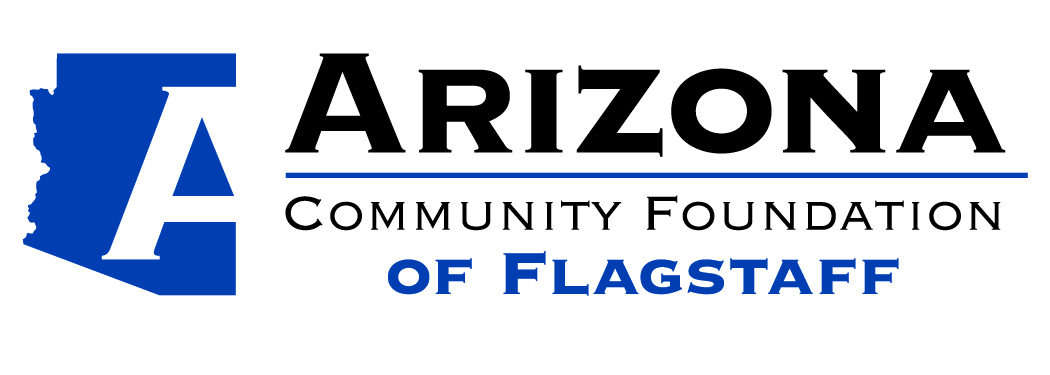 A
ARIZONA
COMMUNITY FOUNDATION
OF FLAGSTAFF